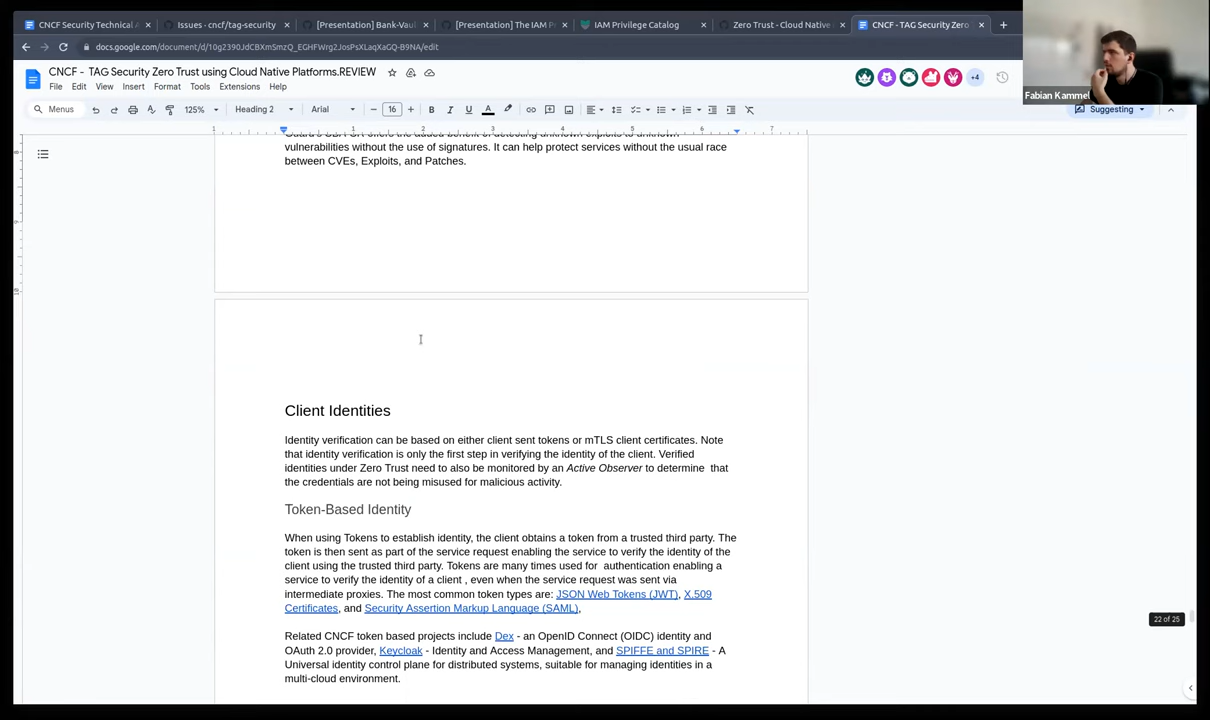 CNCF Security Technical A
Issues · cncf/tag-security
[Presentation] Bank-Vau
[Presentation] The IAM P
IAM Privilege Catalog
Zero Trust - Cloud Native
CNCF - TAG Security Zero
docs.google.com/document/d/10g2390JdCBXmSmzQ_EGHFWrg2JosPsXLaqXaGQ-B9NA/edit
CNCF - TAG Security Zero Trust using Cloud Native Platforms.REVIEW
File Edit View Insert Format Tools Extensions Help
+4
Fabian Kammel
Menus 125% Heading 2 Arial 16 Suggesting
1 1 2 3 4 5 6 7
vulnerabilities without the use of signatures. It can help protect services without the usual race
between CVEs, Exploits, and Patches.
Client Identities
Identity verification can be based on either client sent tokens or mTLS client certificates. Note
that identity verification is only the first step in verifying the identity of the client. Verified
identities under Zero Trust need to also be monitored by an Active Observer to determine  that
the credentials are not being misused for malicious activity.
Token-Based Identity
When using Tokens to establish identity, the client obtains a token from a trusted third party. The
token is then sent as part of the service request enabling the service to verify the identity of the
client using the trusted third party. Tokens are many times used for  authentication enabling a
service to verify the identity of a client , even when the service request was sent via
intermediate proxies. The most common token types are: JSON Web Tokens (JWT), X.509
Certificates, and Security Assertion Markup Language (SAML),
22 of 25
Related CNCF token based projects include Dex - an OpenID Connect (OIDC) identity and
OAuth 2.0 provider, Keycloak - Identity and Access Management, and SPIFFE and SPIRE - A
Universal identity control plane for distributed systems, suitable for managing identities in a
multi-cloud environment.